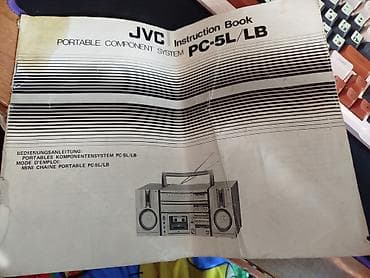 JVC Instruction Book
PORTABLE COMPONENT SYSTEM PC-5L/LB
BEDIENUNGSANLEITUNG:
PORTABLES KOMPONENTENSYSTEM PC-5L/LB
MODE D'EMPLOI:
MINI CHAINE PORTABLE PC-5L/LB